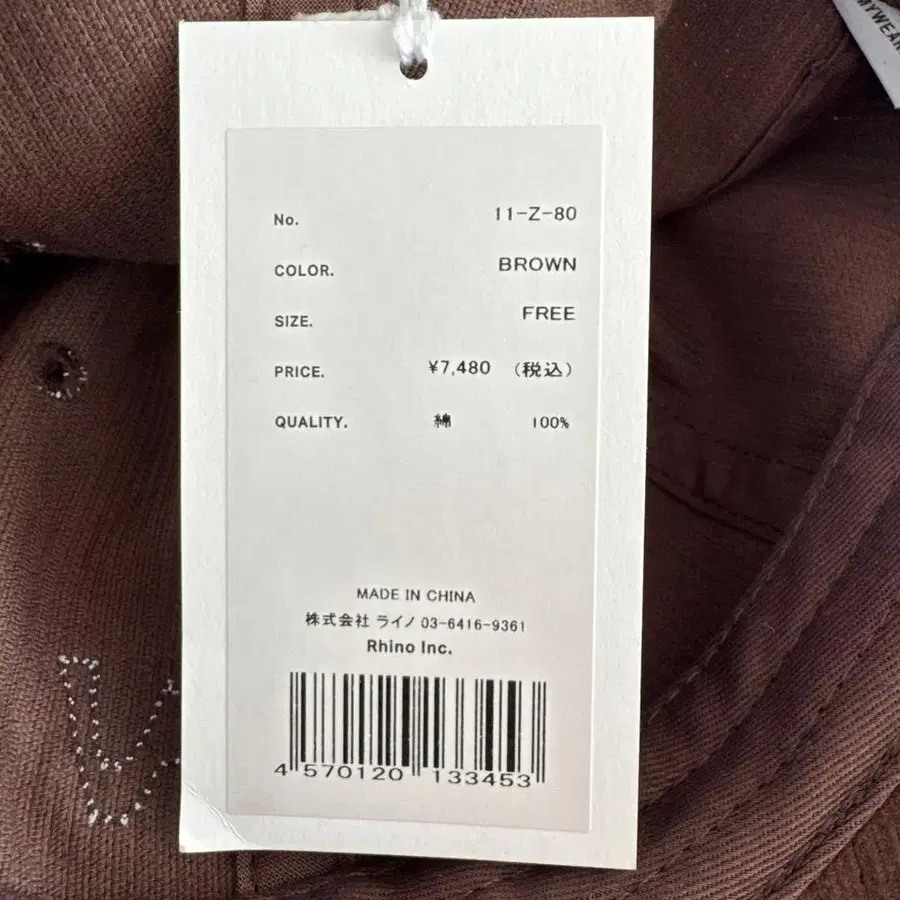 No. 11-Z-80
COLOR. BROWN
SIZE. FREE
PRICE. ¥7,480 (税込)
QUALITY. 綿 100%
MADE IN CHINA
株式会社 ライノ 03-6416-9361
Rhino Inc.
4 570120 133453